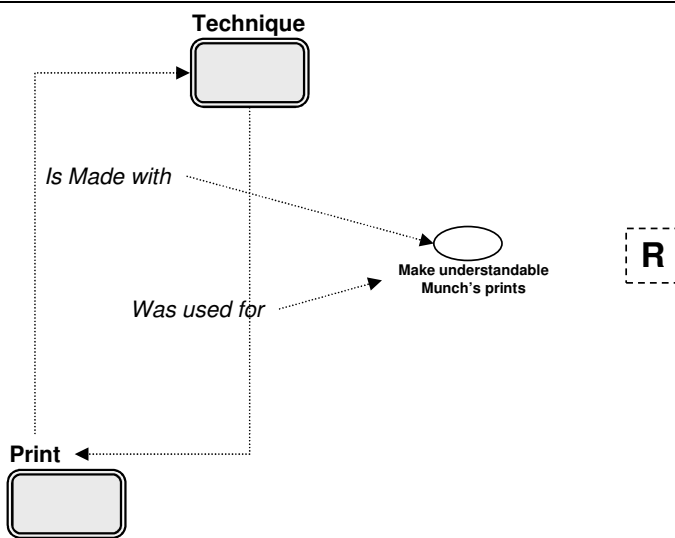 Technique
Is Made with
R
Make understandable
Munch's prints
Was used for
Print